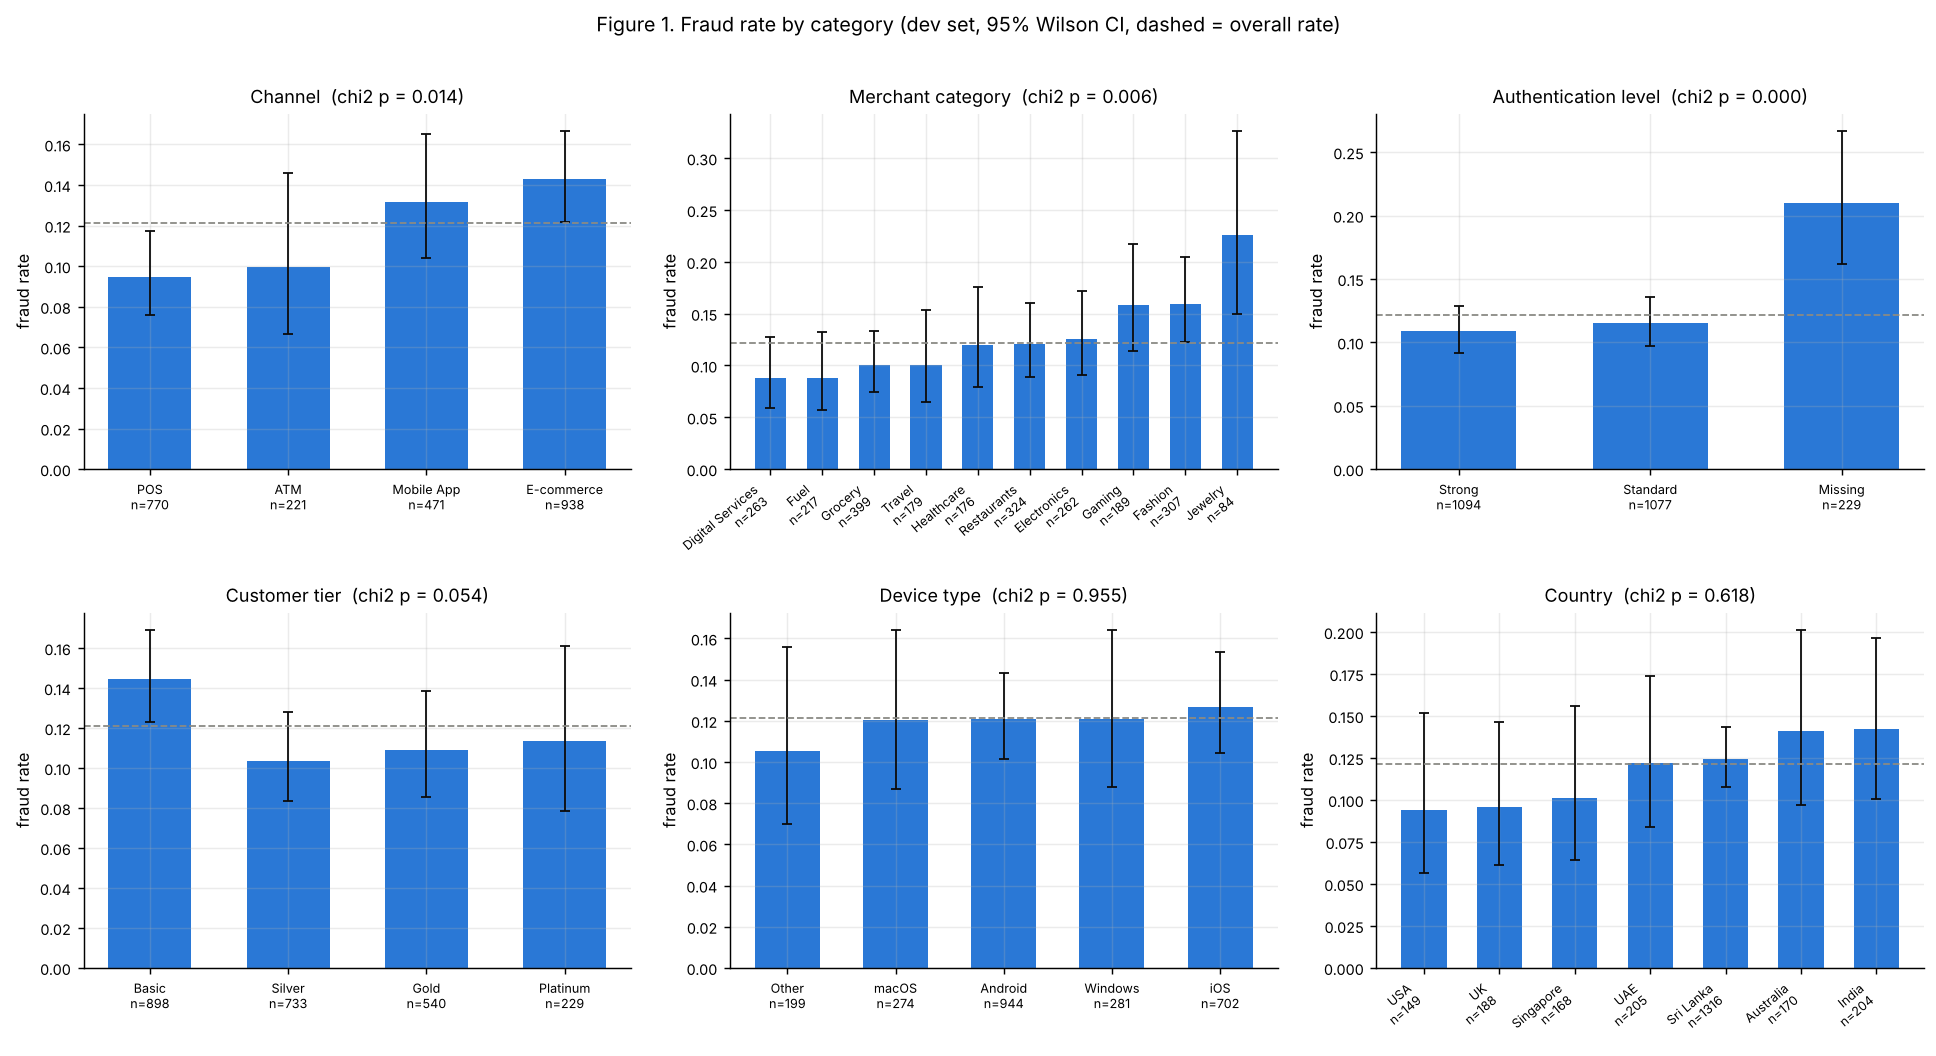 Figure 1. Fraud rate by category (dev set, 95% Wilson CI, dashed = overall rate)
Channel (chi2 p = 0.014)
fraud rate
0.16
0.14
0.12
0.10
0.08
0.06
0.04
0.02
0.00
POS
n=770
ATM
n=221
Mobile App
n=471
E-commerce
n=938
Merchant category (chi2 p = 0.006)
fraud rate
0.30
0.25
0.20
0.15
0.10
0.05
0.00
Digital Services
n=263
Fuel
n=217
Grocery
n=399
Travel
n=179
Healthcare
n=176
Restaurants
n=324
Electronics
n=262
Gaming
n=189
Fashion
n=307
Jewelry
n=84
Authentication level (chi2 p = 0.000)
fraud rate
0.25
0.20
0.15
0.10
0.05
0.00
Strong
n=1094
Standard
n=1077
Missing
n=229
Customer tier (chi2 p = 0.054)
fraud rate
0.16
0.14
0.12
0.10
0.08
0.06
0.04
0.02
0.00
Basic
n=898
Silver
n=733
Gold
n=540
Platinum
n=229
Device type (chi2 p = 0.955)
fraud rate
0.16
0.14
0.12
0.10
0.08
0.06
0.04
0.02
0.00
Other
n=199
macOS
n=274
Android
n=944
Windows
n=281
iOS
n=702
Country (chi2 p = 0.618)
fraud rate
0.200
0.175
0.150
0.125
0.100
0.075
0.050
0.025
0.000
USA
n=149
UK
n=188
Singapore
n=168
UAE
n=205
Sri Lanka
n=1316
Australia
n=170
India
n=204